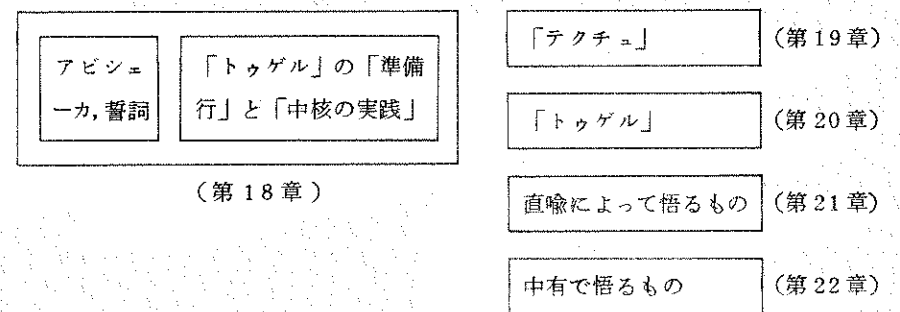 アビシェ
ーカ,誓詞
「トゥゲル」の「準備
行」と「中核の実践」
(第18章)
「テクチュ」
(第19章)
「トゥゲル」
(第20章)
直喩によって悟るもの
(第21章)
中有で悟るもの
(第22章)